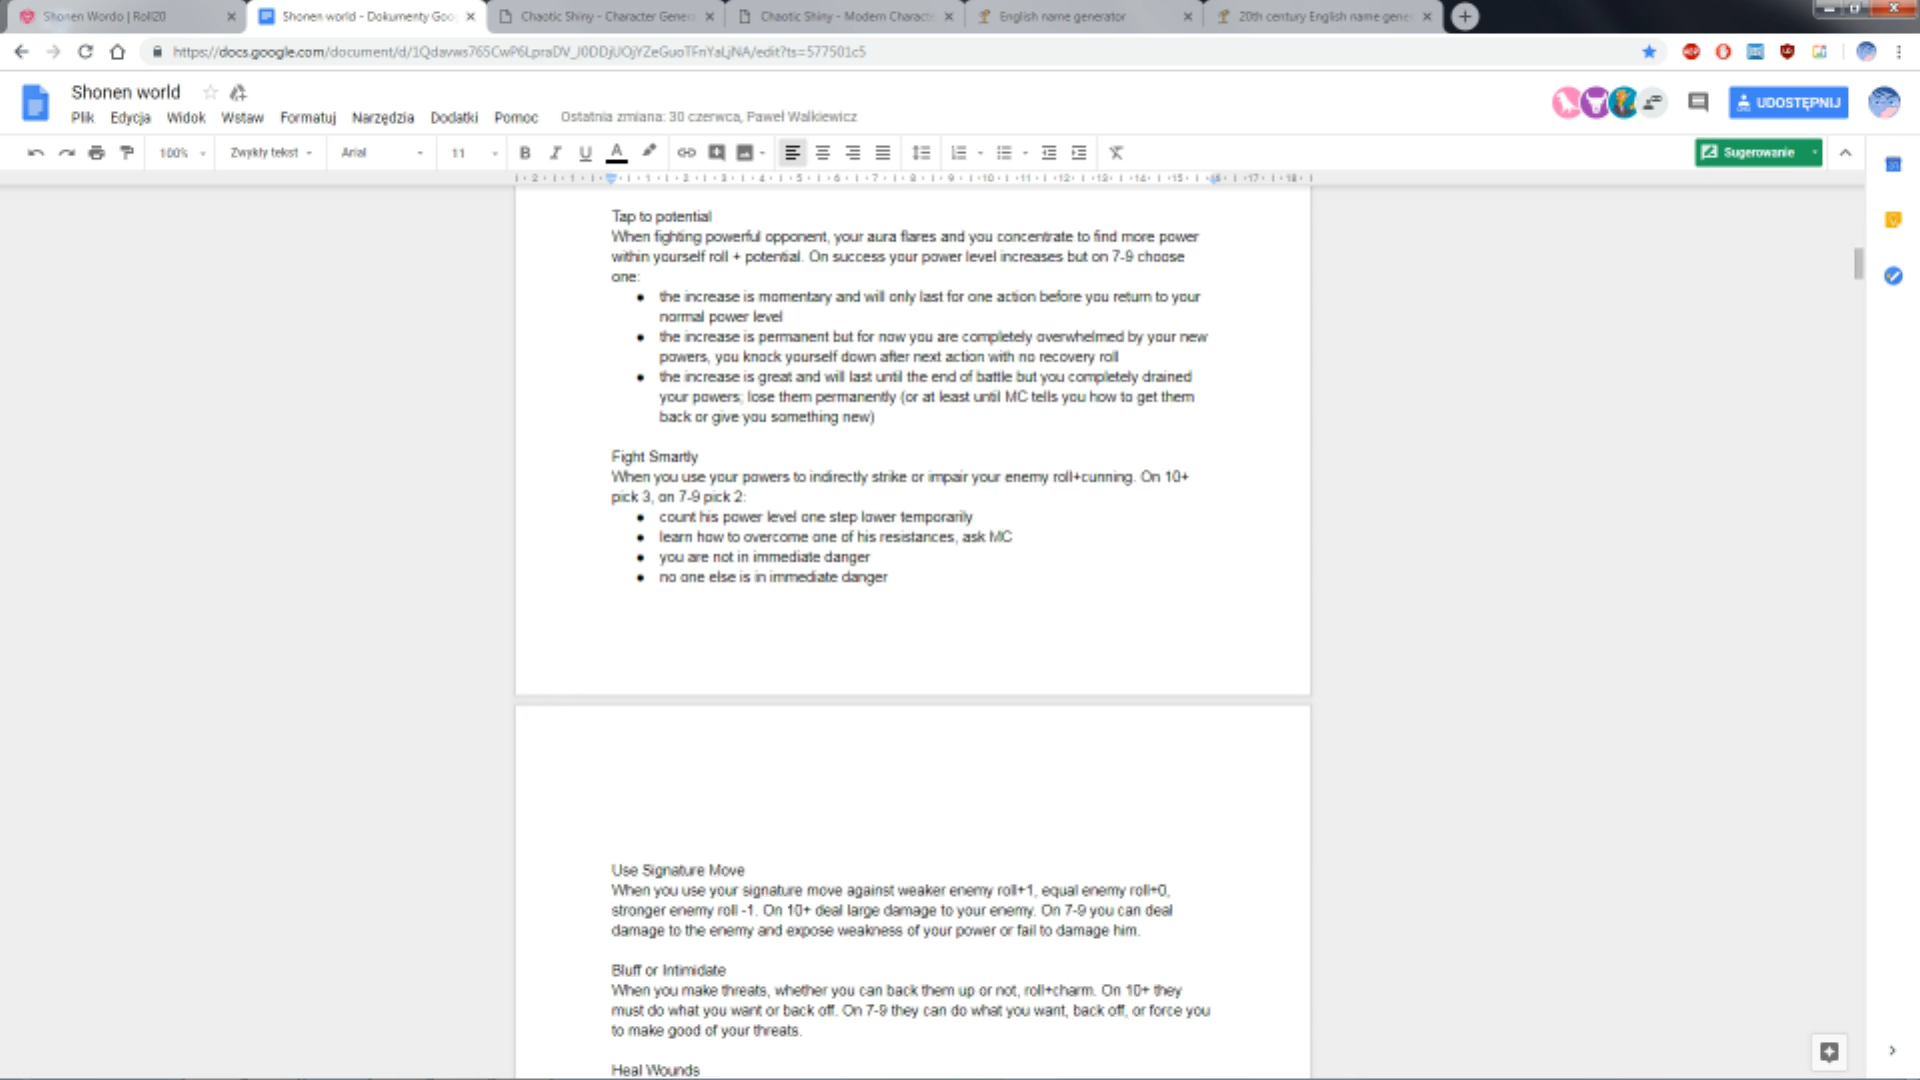 Shonen Wordo | Roll20
Shonen world - Dokumenty Goo
Chaotic Shiny - Character Gener
Chaotic Shiny - Modern Charact
English name generator
20th century English name gene
Shonen world
Plik Edycja Widok Wstaw Formatuj Narzędzia Dodatki Pomoc Ostatnia zmiana: 30 czerwca, Paweł Walkiewicz
UDOSTĘPNIJ
100% Zwykły tekst Arial 11
Sugerowanie
Tap to potential
When fighting powerful opponent, your aura flares and you concentrate to find more power
within yourself roll + potential. On success your power level increases but on 7-9 choose
one:
● the increase is momentary and will only last for one action before you return to your
normal power level
● the increase is permanent but for now you are completely overwhelmed by your new
powers, you knock yourself down after next action with no recovery roll
● the increase is great and will last until the end of battle but you completely drained
your powers; lose them permanently (or at least until MC tells you how to get them
back or give you something new)
Fight Smartly
When you use your powers to indirectly strike or impair your enemy roll+cunning. On 10+
pick 3, on 7-9 pick 2:
● count his power level one step lower temporarily
● learn how to overcome one of his resistances, ask MC
● you are not in immediate danger
● no one else is in immediate danger
Use Signature Move
When you use your signature move against weaker enemy roll+1, equal enemy roll+0,
stronger enemy roll -1. On 10+ deal large damage to your enemy. On 7-9 you can deal
damage to the enemy and expose weakness of your power or fail to damage him.
Bluff or Intimidate
When you make threats, whether you can back them up or not, roll+charm. On 10+ they
must do what you want or back off. On 7-9 they can do what you want, back off, or force you
to make good of your threats.
Heal Wounds